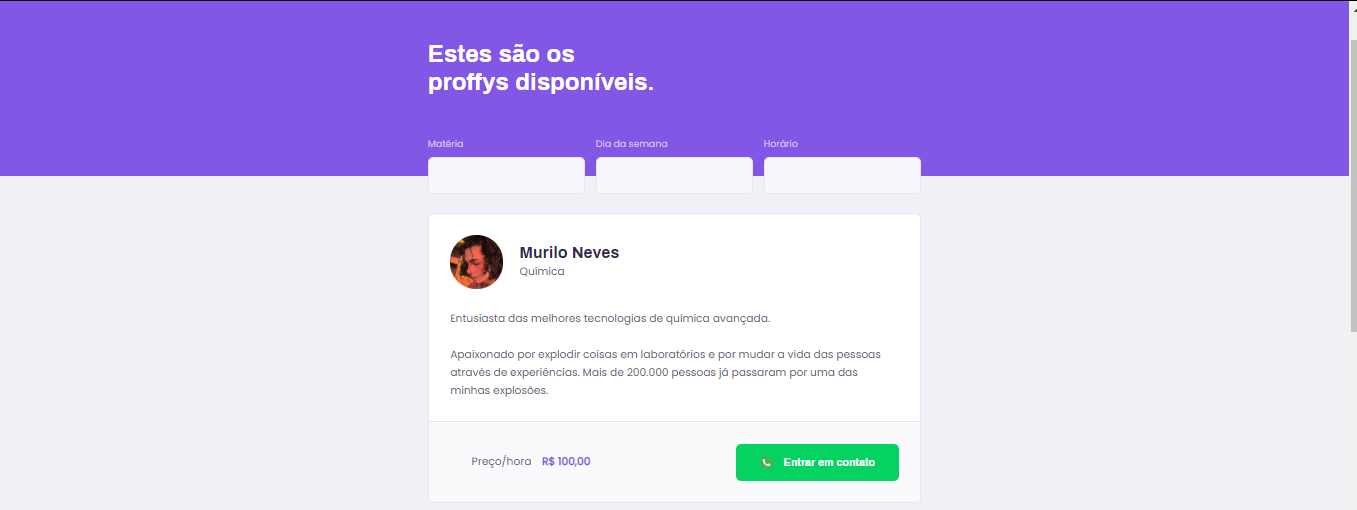 Estes são os
proffys disponíveis.
Matéria Dia da semana Horário
Murilo Neves
Química
Entusiasta das melhores tecnologias de química avançada.
Apaixonado por explodir coisas em laboratórios e por mudar a vida das pessoas
através de experiências. Mais de 200.000 pessoas já passaram por uma das
minhas explosões.
Preço/hora R$ 100,00 Entrar em contato